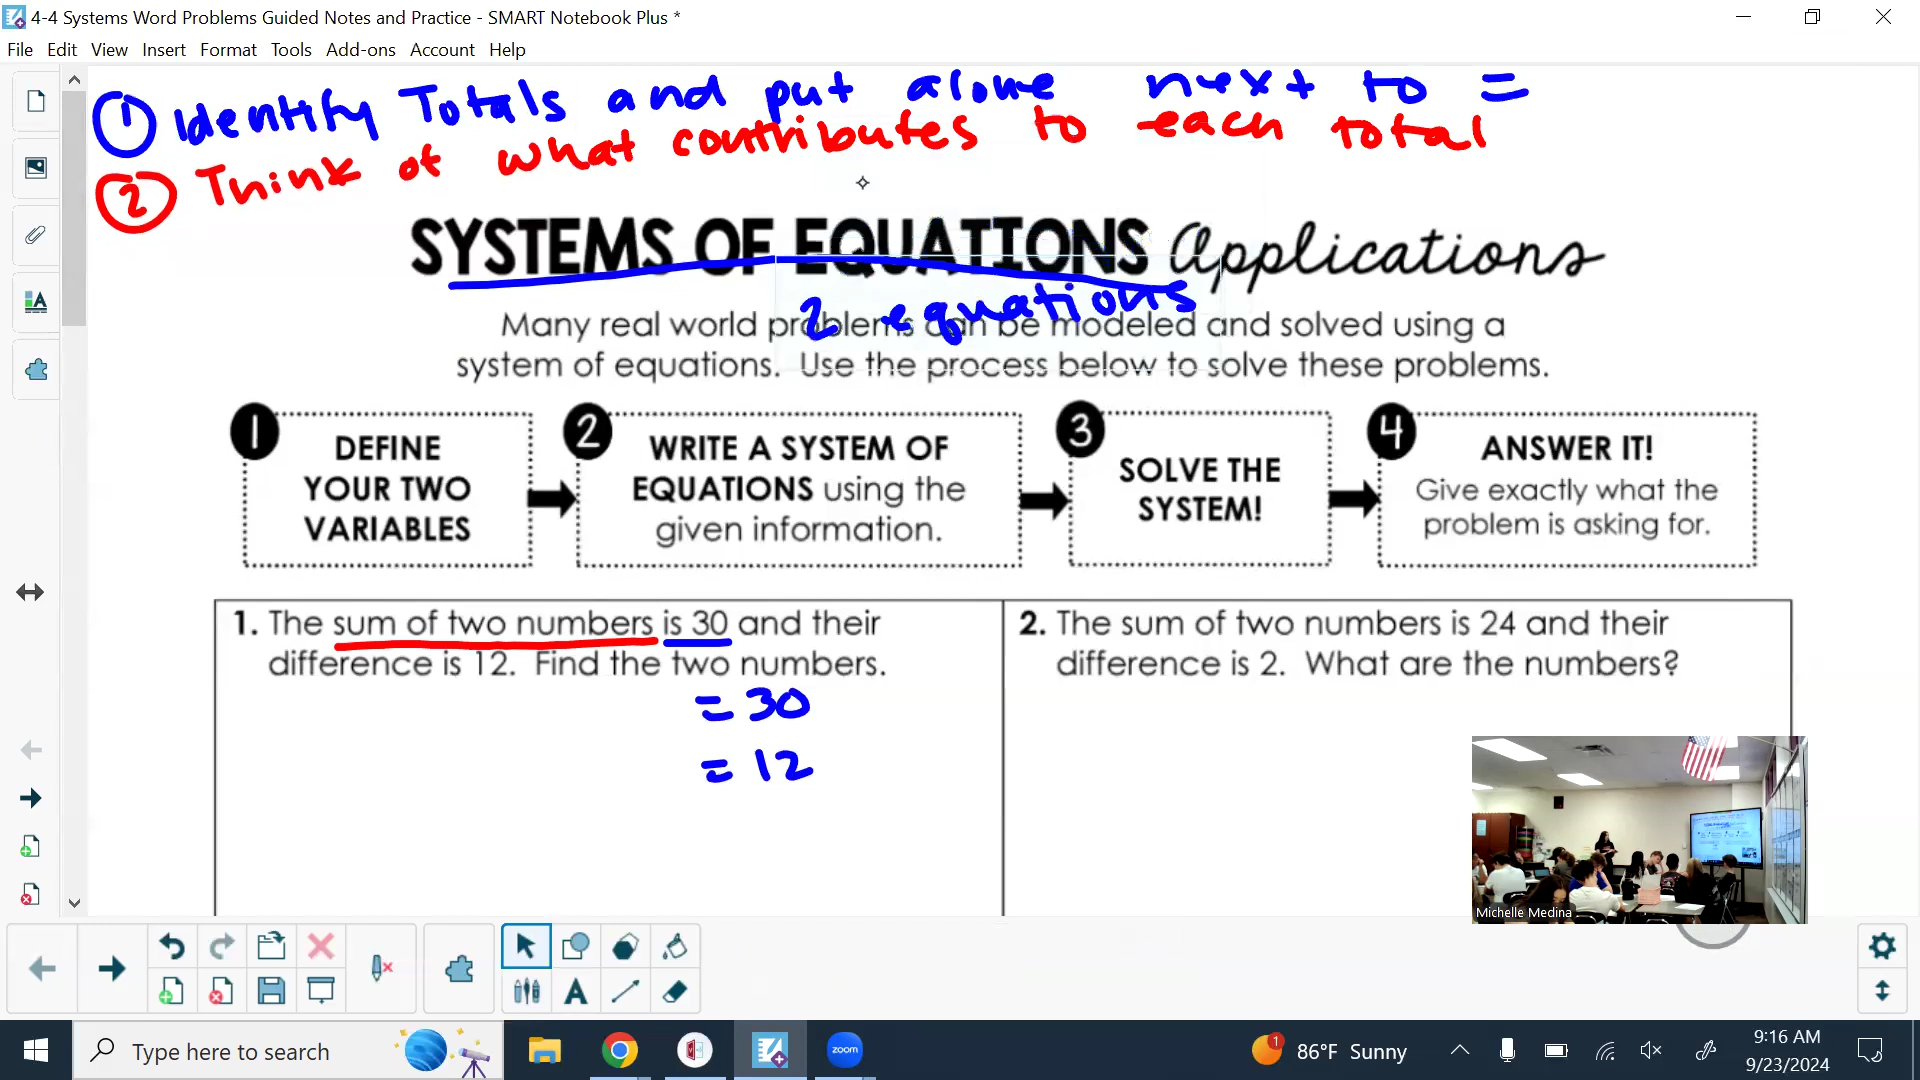 4-4 Systems Word Problems Guided Notes and Practice - SMART Notebook Plus *
File Edit View Insert Format Tools Add-ons Account Help
① Identify Totals and put alone next to =
② Think of what contributes to each total
SYSTEMS OF EQUATIONS Applications
2 equations
Many real world problems can be modeled and solved using a
system of equations. Use the process below to solve these problems.
1 DEFINE
YOUR TWO
VARIABLES
2 WRITE A SYSTEM OF
EQUATIONS using the
given information.
3 SOLVE THE
SYSTEM!
4 ANSWER IT!
Give exactly what the
problem is asking for.
1. The sum of two numbers is 30 and their
difference is 12. Find the two numbers.
= 30
= 12
2. The sum of two numbers is 24 and their
difference is 2. What are the numbers?
Michelle Medina
Type here to search
zoom
1
86°F Sunny
9:16 AM
9/23/2024